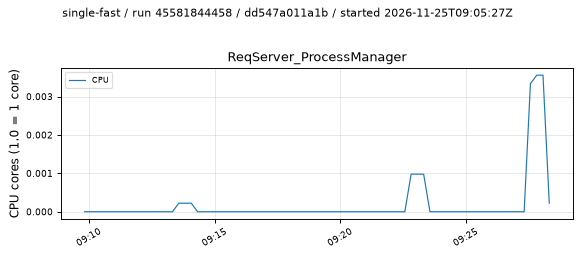 single-fast / run 45581844458 / dd547a011a1b / started 2026-11-25T09:05:27Z
ReqServer_ProcessManager
CPU cores (1.0 = 1 core)
CPU
0.003
0.002
0.001
0.000
09:10
09:15
09:20
09:25